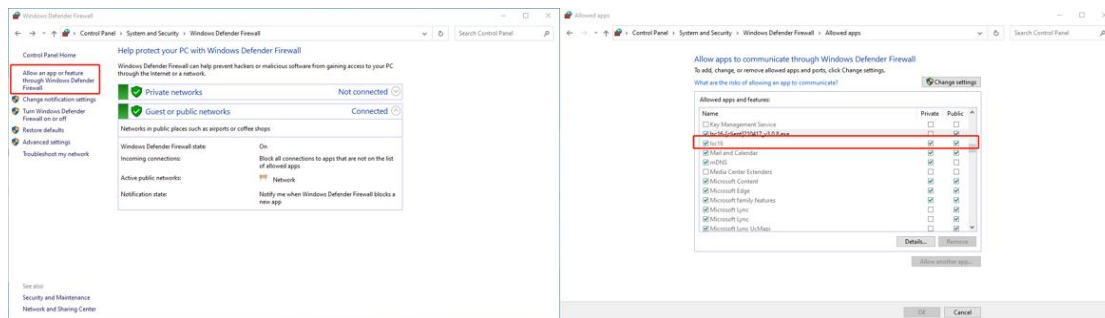 Windows Defender Firewall
Control Panel > System and Security > Windows Defender Firewall
Search Control Panel
Control Panel Home
Allow an app or feature
through Windows Defender
Firewall
Change notification settings
Turn Windows Defender
Firewall on or off
Restore defaults
Advanced settings
Troubleshoot my network
See also
Security and Maintenance
Network and Sharing Center
Help protect your PC with Windows Defender Firewall
Windows Defender Firewall can help prevent hackers or malicious software from gaining access to your PC
through the Internet or a network.
Private networks Not connected
Guest or public networks Connected
Networks in public places such as airports or coffee shops
Windows Defender Firewall state: On
Incoming connections: Block all connections to apps that are not on the list
of allowed apps
Active public networks: Network
Notification state: Notify me when Windows Defender Firewall blocks a
new app
Allowed apps
Control Panel > System and Security > Windows Defender Firewall > Allowed apps
Search Control Panel
Allow apps to communicate through Windows Defender Firewall
To add, change, or remove allowed apps and ports, click Change settings.
What are the risks of allowing an app to communicate?
Change settings
Allowed apps and features:
Name Private Public
Key Management Service
Mail and Calendar
mDNS
Media Center Extenders
Microsoft Content
Microsoft Edge
Microsoft family features
Microsoft Lync
Microsoft Lync
Microsoft Lync UcMapi
Details... Remove
Allow another app...
OK Cancel